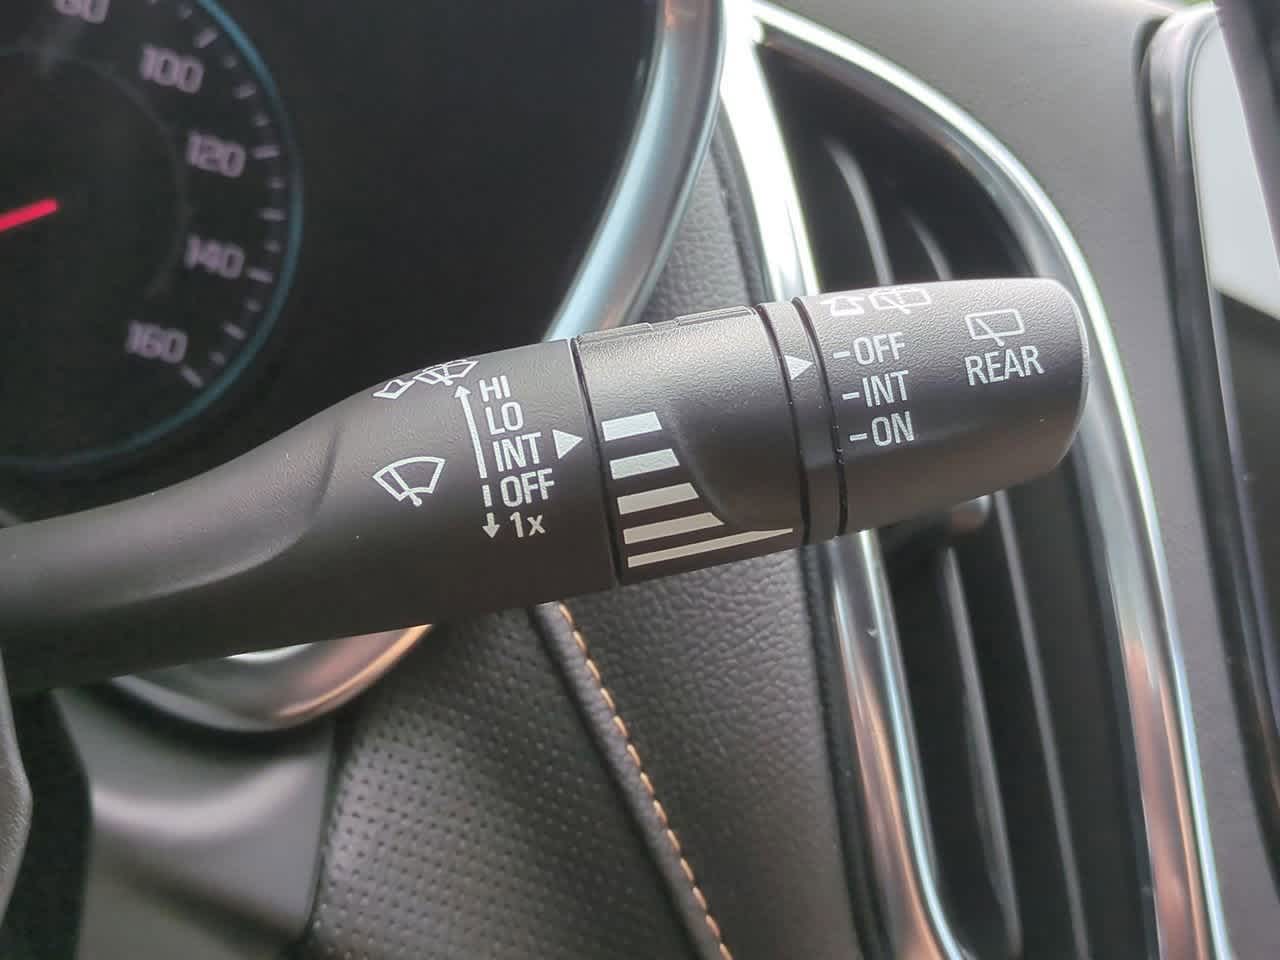 100
120
140
160
HI
LO
INT
OFF
1x
-OFF
-INT
-ON
REAR